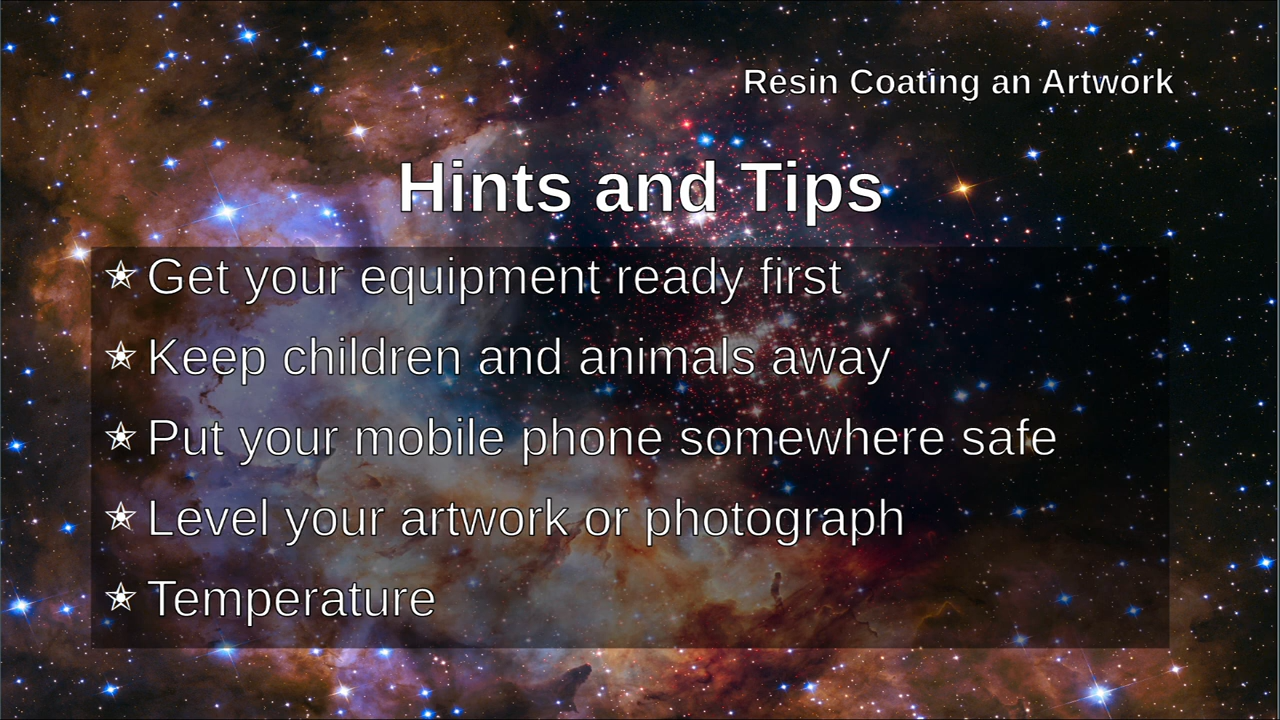 Resin Coating an Artwork
Hints and Tips
Get your equipment ready first
Keep children and animals away
Put your mobile phone somewhere safe
Level your artwork or photograph
Temperature